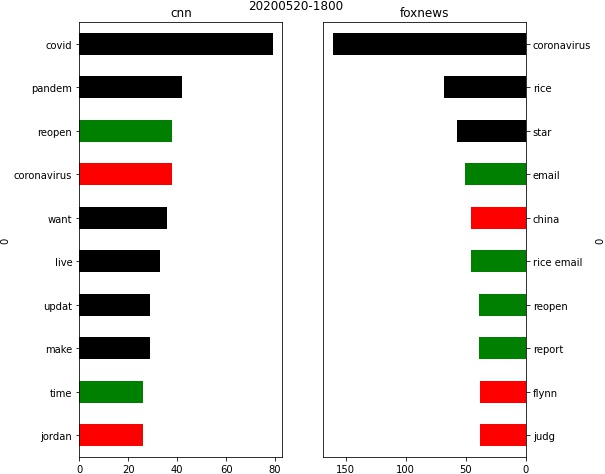 20200520-1800
cnn
foxnews
covid
pandem
reopen
coronavirus
want
live
updat
make
time
jordan
0
0 20 40 60 80
coronavirus
rice
star
email
china
rice email
reopen
report
flynn
judg
0
150 100 50 0